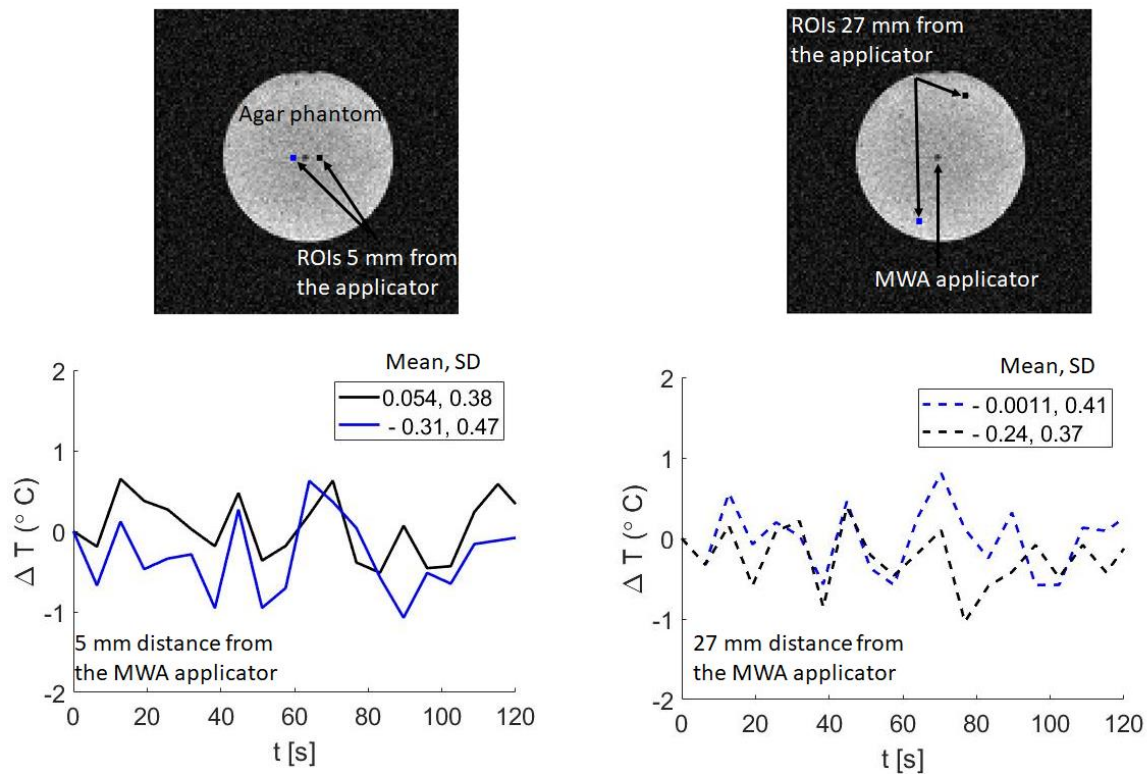 Agar phantom
ROIs 5 mm from
the applicator
ROIs 27 mm from
the applicator
MWA applicator
Mean, SD
0.054, 0.38
- 0.31, 0.47
2
1
0
-1
-2
Δ T (° C)
5 mm distance from
the MWA applicator
0 20 40 60 80 100 120
t [s]
Mean, SD
- 0.0011, 0.41
- 0.24, 0.37
2
1
0
-1
-2
Δ T (° C)
27 mm distance from
the MWA applicator
0 20 40 60 80 100 120
t [s]